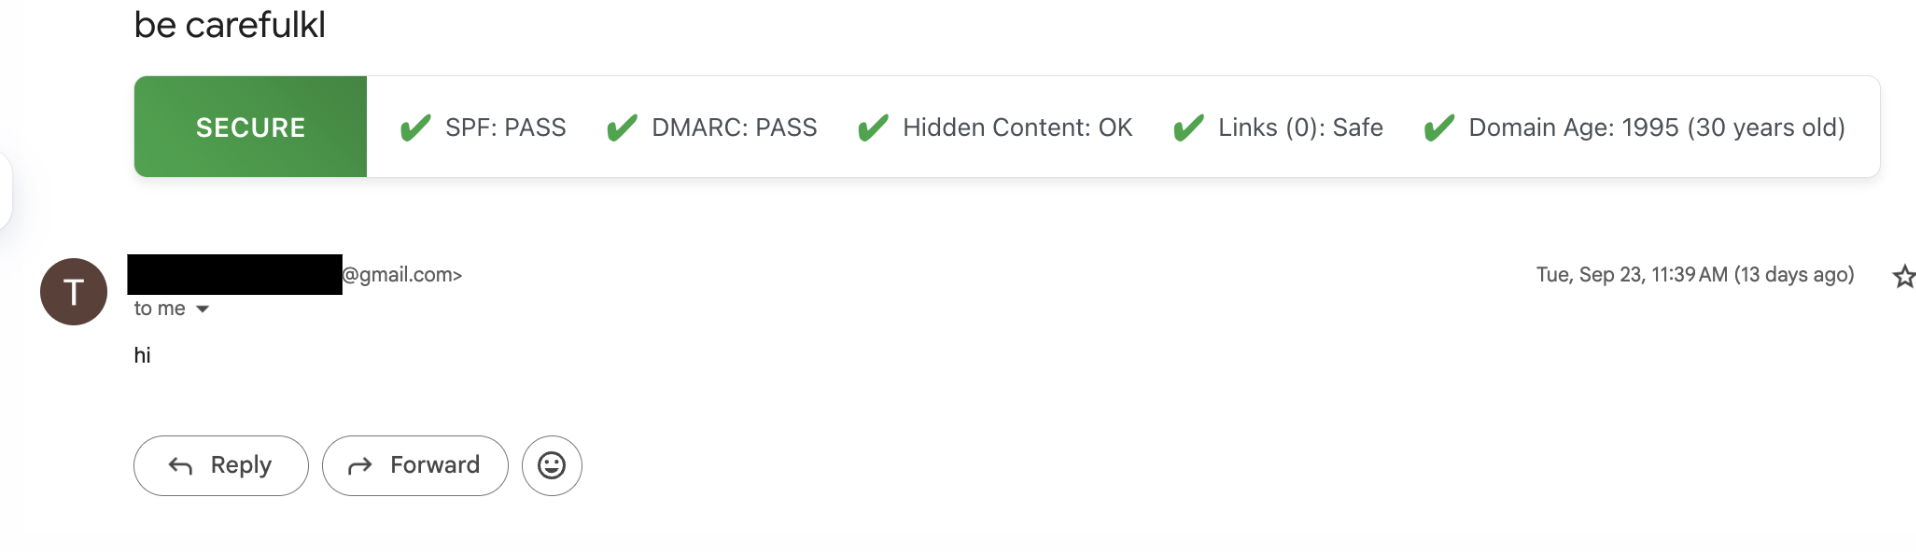 be carefulkl
SECURE ✔ SPF: PASS ✔ DMARC: PASS ✔ Hidden Content: OK ✔ Links (0): Safe ✔ Domain Age: 1995 (30 years old)
T @gmail.com> Tue, Sep 23, 11:39 AM (13 days ago)
to me
hi
Reply Forward